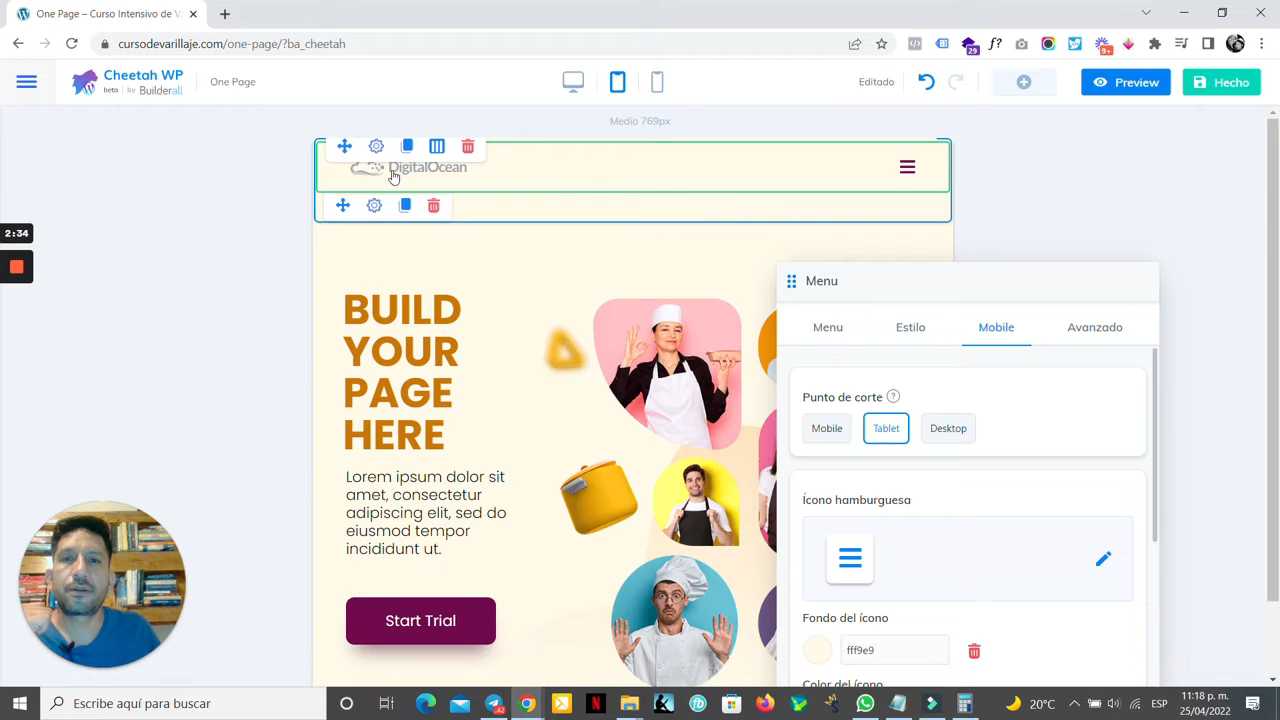 One Page – Curso Intensivo de V
cursodevarillaje.com/one-page/?ba_cheetah
29
f?
9+
Cheetah WP
beta | by Builderall
One Page
Editado
Preview
Hecho
Medio 769px
DigitalOcean
2:34
BUILD
YOUR
PAGE
HERE
Lorem ipsum dolor sit
amet, consectetur
adipiscing elit, sed do
eiusmod tempor
incididunt ut.
Start Trial
Menu
Menu
Estilo
Mobile
Avanzado
Punto de corte
?
Mobile
Tablet
Desktop
Ícono hamburguesa
Fondo del ícono
fff9e9
Color del ícono
Escribe aquí para buscar
42
20°C
ESP
11:18 p. m.
25/04/2022